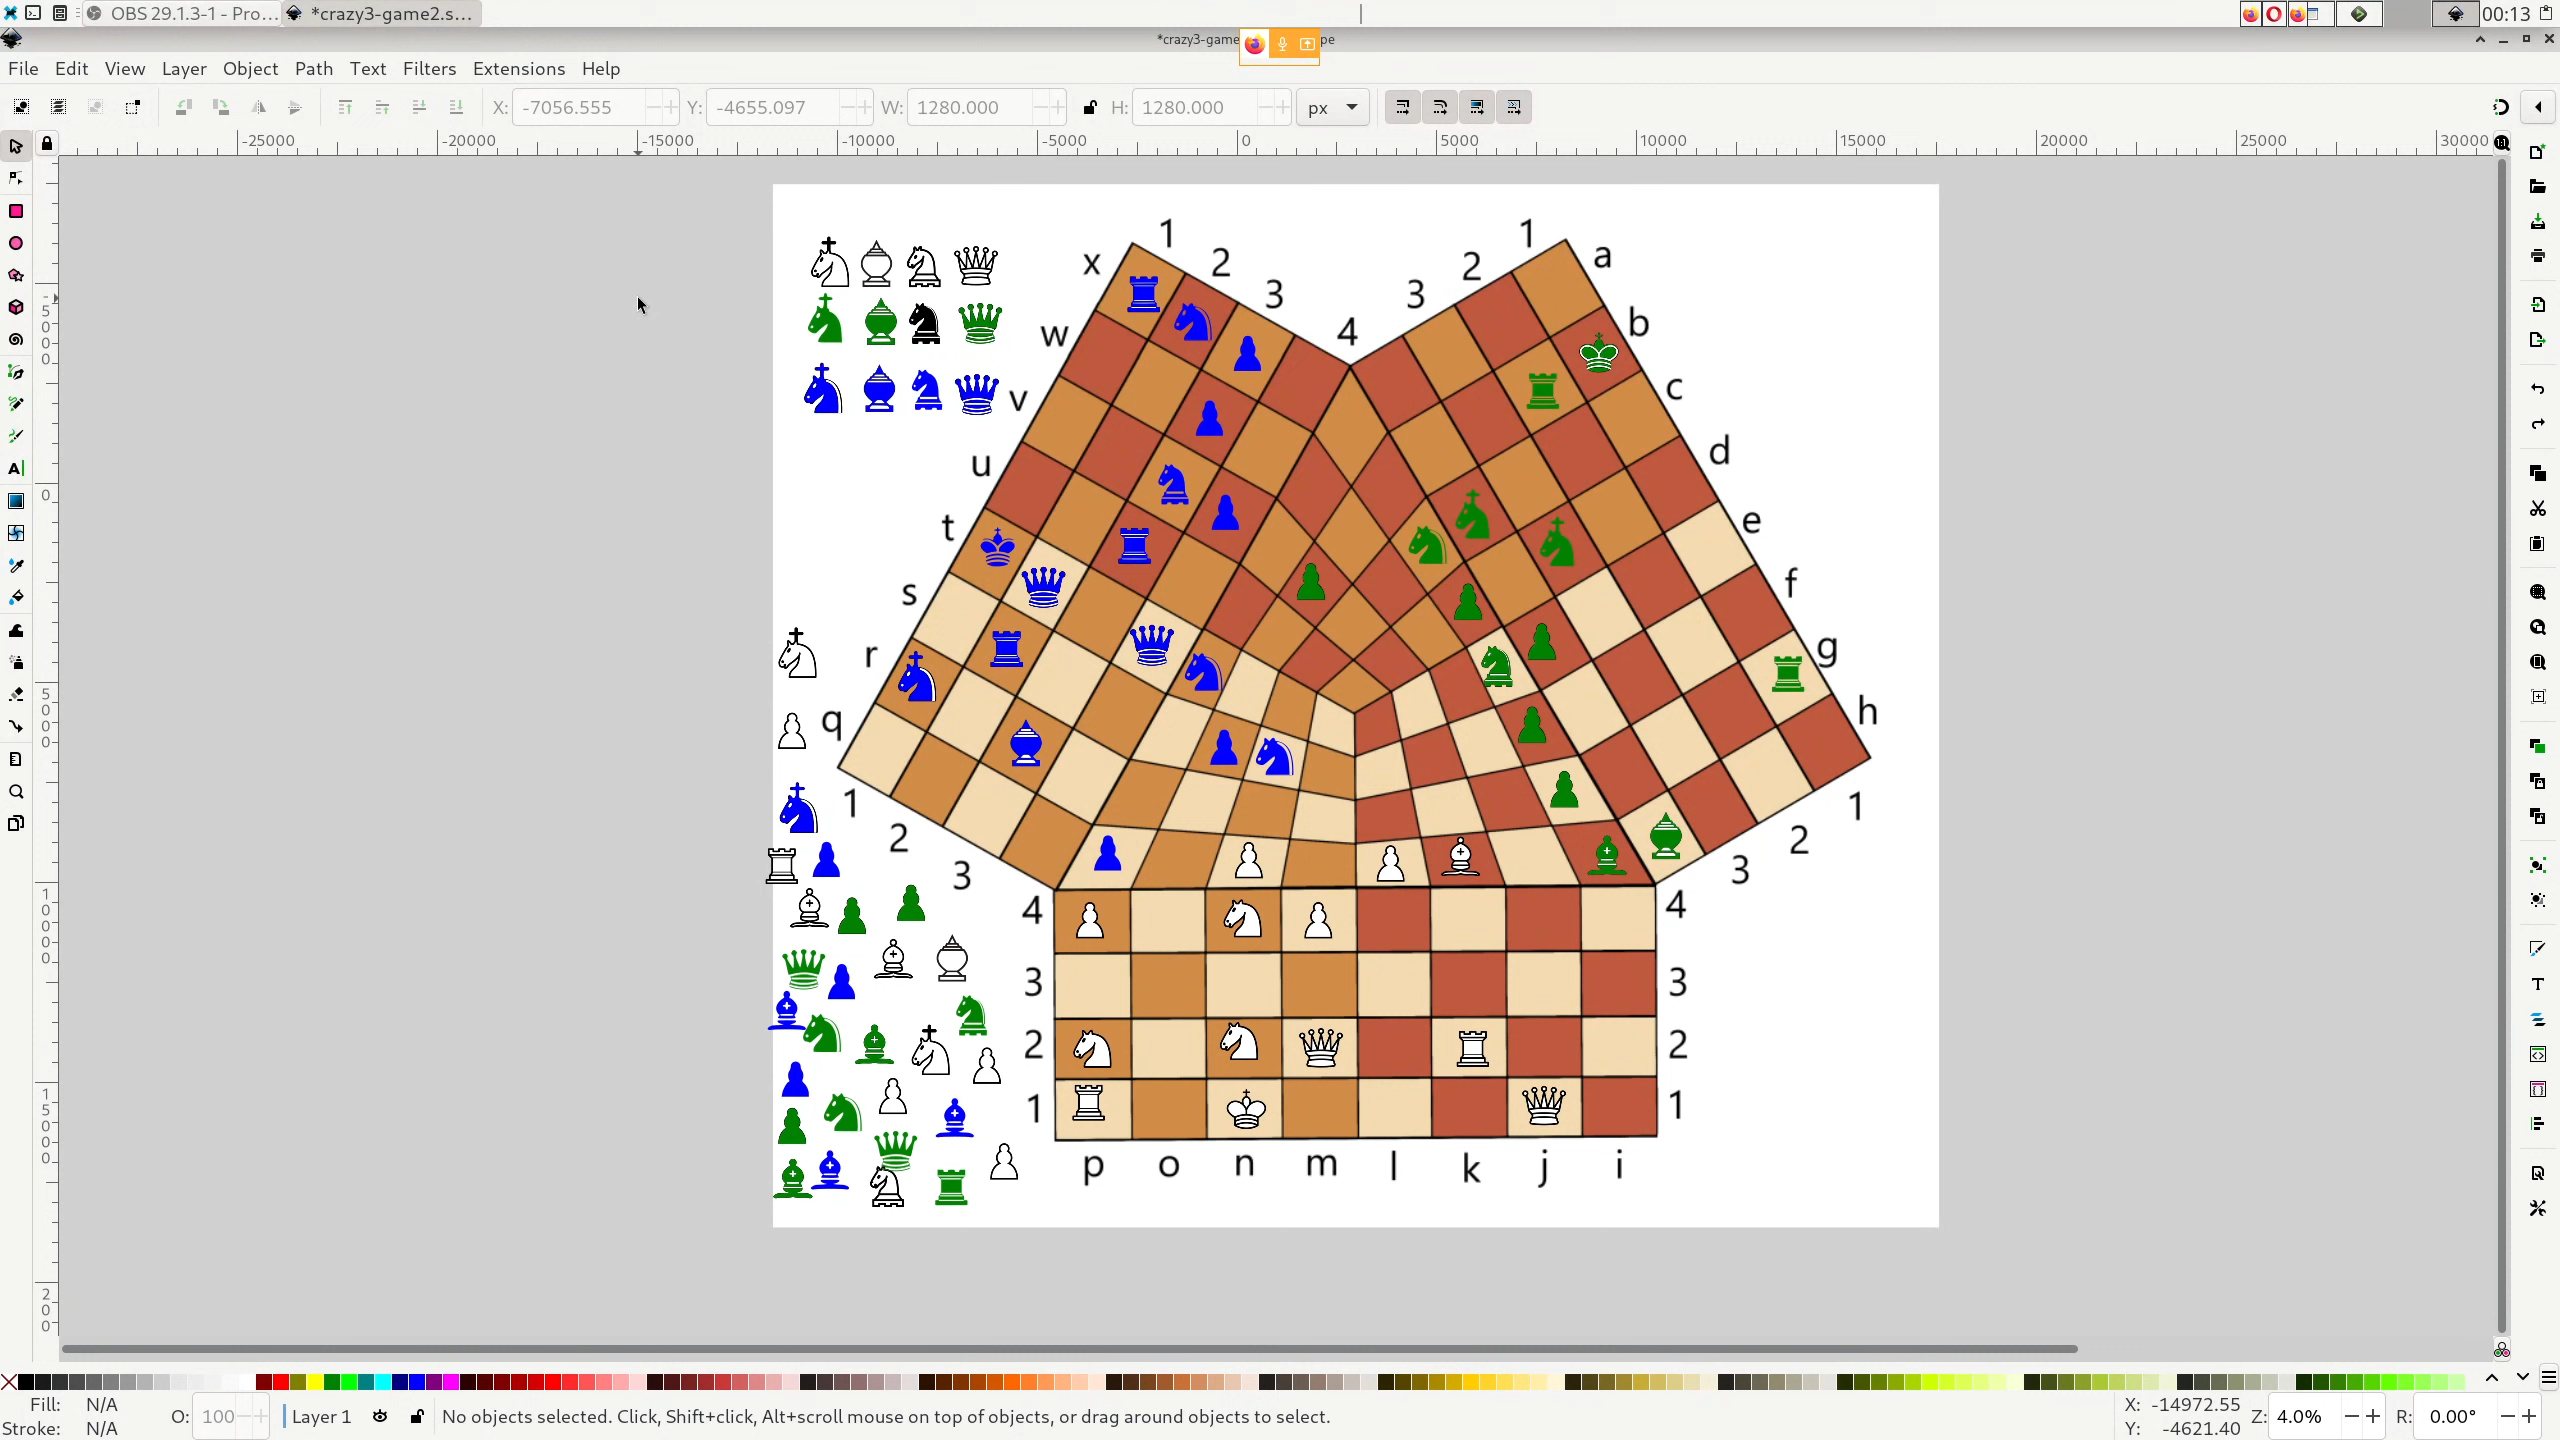 OBS 29.1.3-1 - Pro... *crazy3-game2.s... 00:13
*crazy3-game pe
File Edit View Layer Object Path Text Filters Extensions Help
X: -7056.555 Y: -4655.097 W: 1280.000 H: 1280.000 px
-25000 -20000 -15000 -10000 -5000 0 5000 10000 15000 20000 25000 30000
1 1
x 2 2 a
3 3
w 4 b
v c
u d
t e
s f
r g
q h
1 1
2 2
3 3
4 4
3 3
2 2
1 1
p o n m l k j i
Fill: N/A
Stroke: N/A
O: 100 Layer 1 No objects selected. Click, Shift+click, Alt+scroll mouse on top of objects, or drag around objects to select.
X: -14972.55
Y: -4621.40
Z: 4.0% R: 0.00°